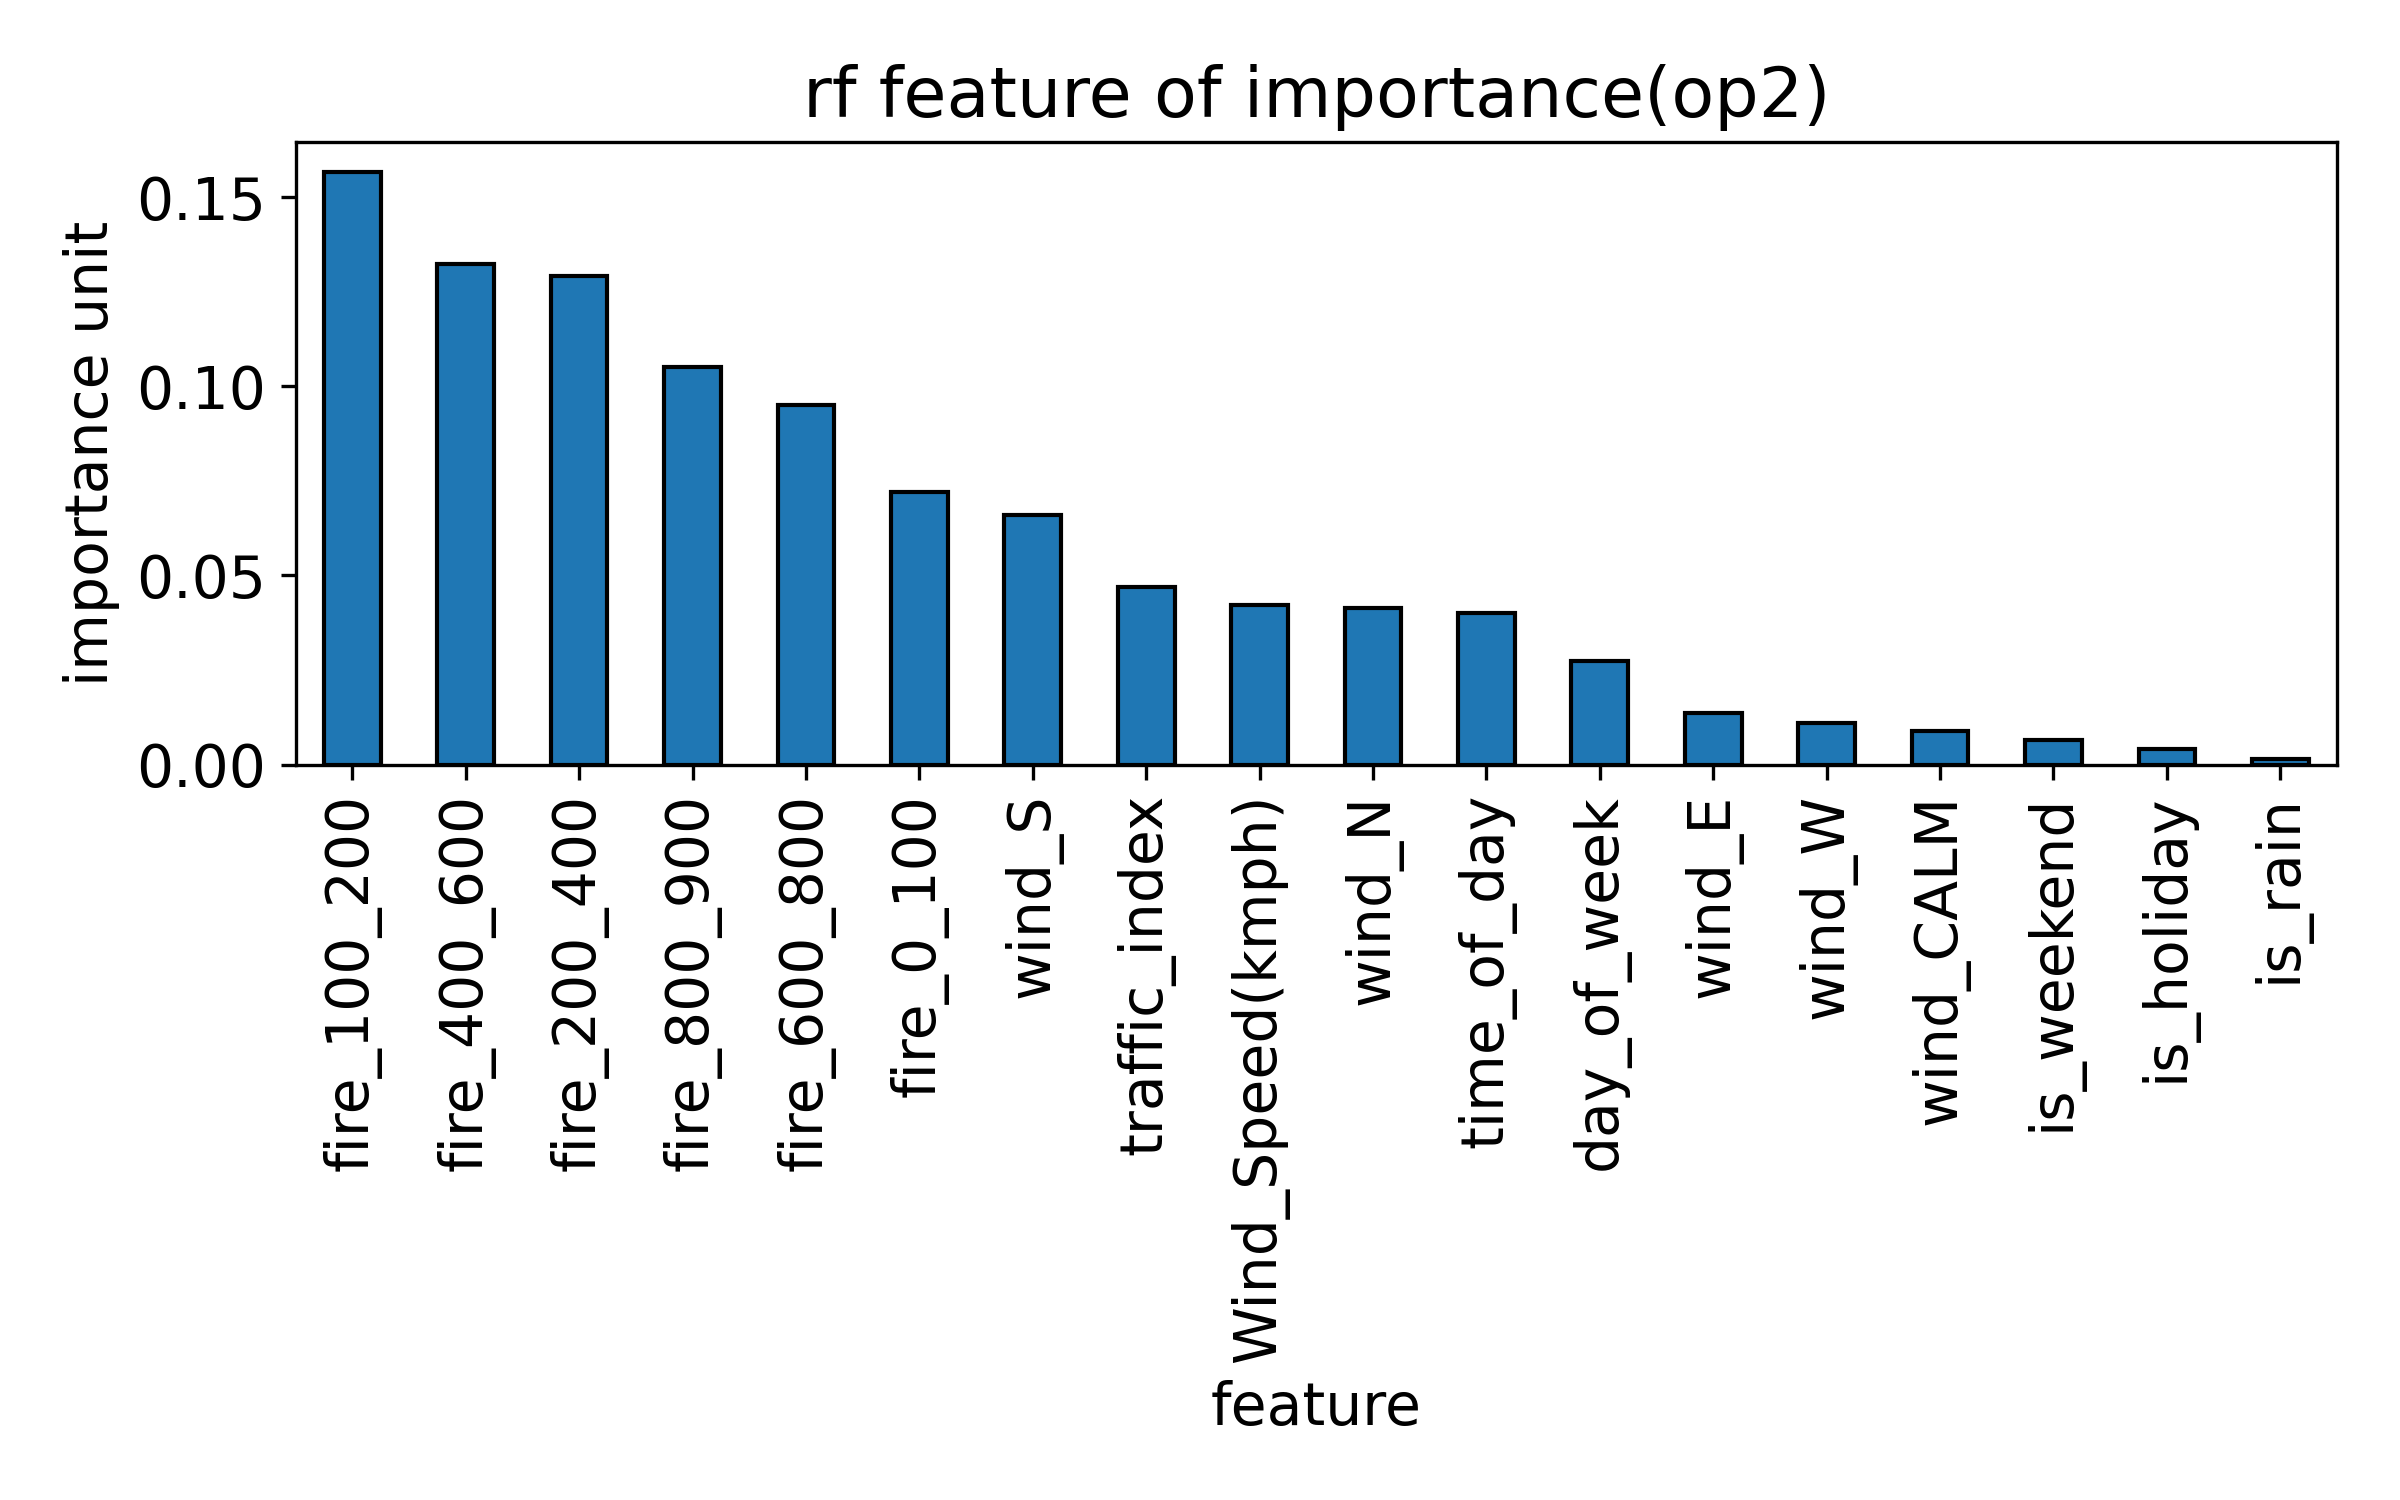 rf feature of importance(op2)
importance unit
0.15
0.10
0.05
0.00
fire_100_200
fire_400_600
fire_200_400
fire_800_900
fire_600_800
fire_0_100
wind_S
traffic_index
Wind_Speed(kmph)
wind_N
time_of_day
day_of_week
wind_E
wind_W
wind_CALM
is_weekend
is_holiday
is_rain
feature